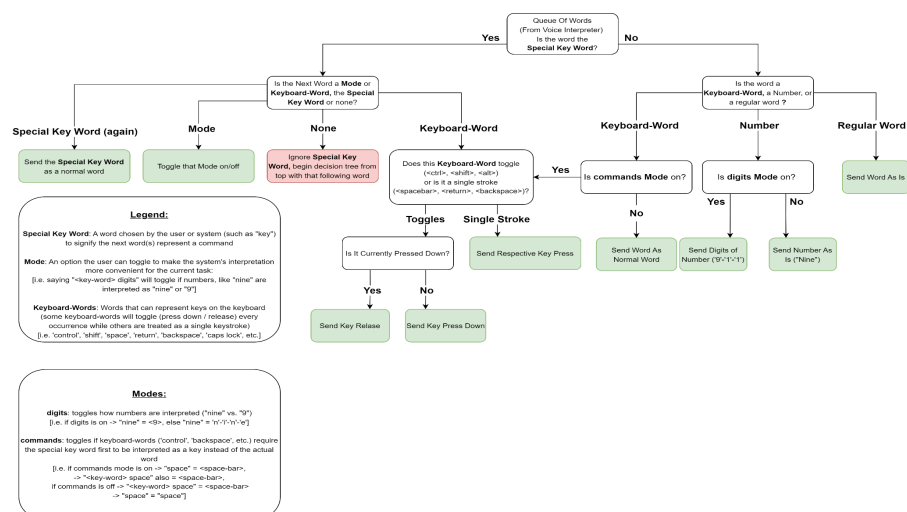 Queue Of Words
(From Voice Interpreter)
Is the word the
Special Key Word?
Yes
No
Is the Next Word a Mode or
Keyboard-Word, the Special
Key Word or none?
Is the word a
Keyboard-Word, a Number, or
a regular word ?
Special Key Word (again)
Mode
None
Keyboard-Word
Keyboard-Word
Number
Regular Word
Send the Special Key Word
as a normal word
Toggle that Mode on/off
Ignore Special Key
Word, begin decision tree from
top with that following word
Does this Keyboard-Word toggle
(<ctrl>, <shift>, <alt>)
or is it a single stroke
(<spacebar>, <return>, <backspace>)?
Yes
Is commands Mode on?
Is digits Mode on?
Send Word As Is
Toggles
Single Stroke
No
Yes
No
Is It Currently Pressed Down?
Send Respective Key Press
Send Word As
Normal Word
Send Digits of
Number ('9'-'1'-'1')
Send Number As
Is ("Nine")
Yes
No
Send Key Relase
Send Key Press Down
Legend:
Special Key Word: A word chosen by the user or system (such as "key")
to signify the next word(s) represent a command
Mode: An option the user can toggle to make the system's interpretation
more convenient for the current task:
[i.e. saying "<key-word> digits" will toggle if numbers, like "nine" are
interpreted as "nine" or "9"]
Keyboard-Words: Words that can represent keys on the keyboard
(some keyboard-words will toggle (press down / release) every
occurrence while others are treated as a single keystroke)
[i.e. 'control', 'shift', 'space', 'return', 'backspace', 'caps lock', etc.]
Modes:
digits: toggles how numbers are interpreted ("nine" vs. "9")
[i.e. if digits is on -> "nine" = <9>, else "nine" = 'n'-'i'-'n'-'e']
commands: toggles if keyboard-words ('control', 'backspace', etc.) require
the special key word first to be interpreted as a key instead of the actual
word
[i.e. if commands mode is on -> "space" = <space-bar>,
-> "<key-word> space" also = <space-bar>,
if commands is off -> "<key-word> space" = <space-bar>
-> "space" = "space"]